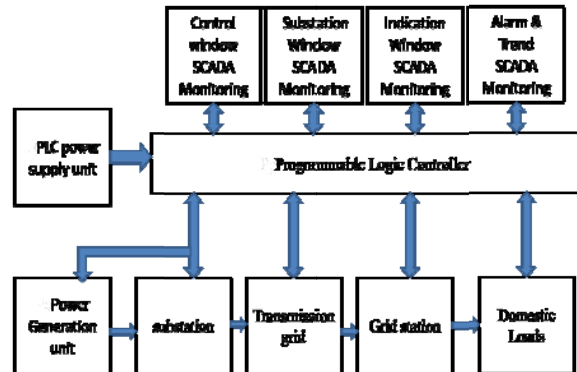 Control
window
SCADA
Monitoring
Substation
Window
SCADA
Monitoring
Indication
Window
SCADA
Monitoring
Alarm &
Trend
SCADA
Monitoring
PLC power
supply unit
Programmable Logic Controller
Power
Generation
unit
substation
Transmission
grid
Grid station
Domestic
Loads